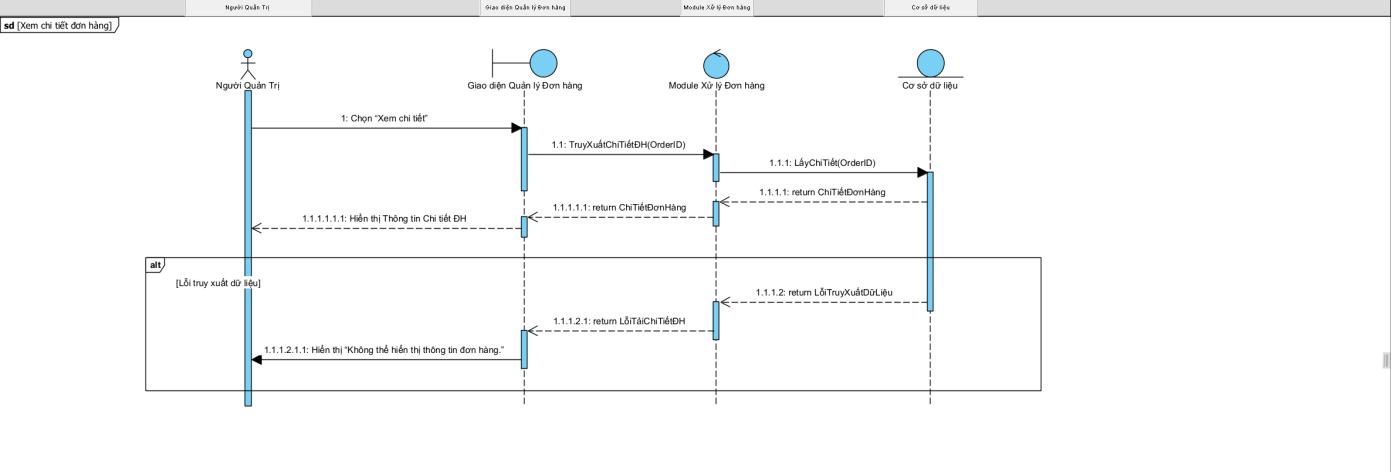 Người Quản Trị Giao diện Quản lý Đơn hàng Module Xử lý Đơn hàng Cơ sở dữ liệu
sd [Xem chi tiết đơn hàng]
Người Quản Trị Giao diện Quản lý Đơn hàng Module Xử lý Đơn hàng Cơ sở dữ liệu
1: Chọn "Xem chi tiết"
1.1: TruyXuấtChiTiếtĐH(OrderID)
1.1.1: LấyChiTiết(OrderID)
1.1.1.1: return ChiTiếtĐơnHàng
1.1.1.1.1: return ChiTiếtĐơnHàng
1.1.1.1.1.1: Hiển thị Thông tin Chi tiết ĐH
alt
[Lỗi truy xuất dữ liệu]
1.1.1.2: return LỗiTruyXuấtDữLiệu
1.1.1.2.1: return LỗiTảiChiTiếtĐH
1.1.1.2.1.1: Hiển thị "Không thể hiển thị thông tin đơn hàng."